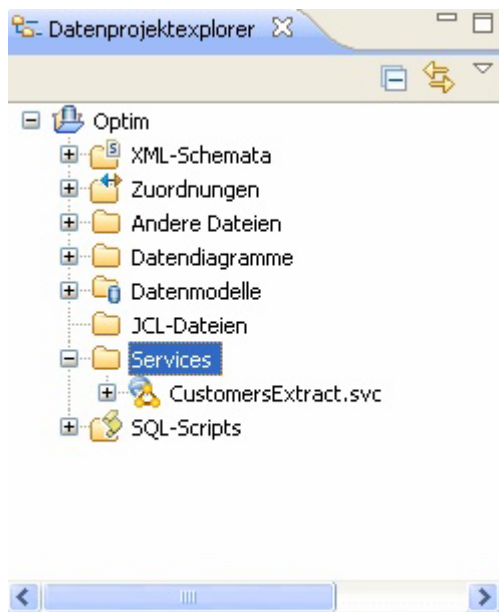 Datenprojektexplorer
Optim
XML-Schemata
Zuordnungen
Andere Dateien
Datendiagramme
Datenmodelle
JCL-Dateien
Services
CustomersExtract.svc
SQL-Scripts